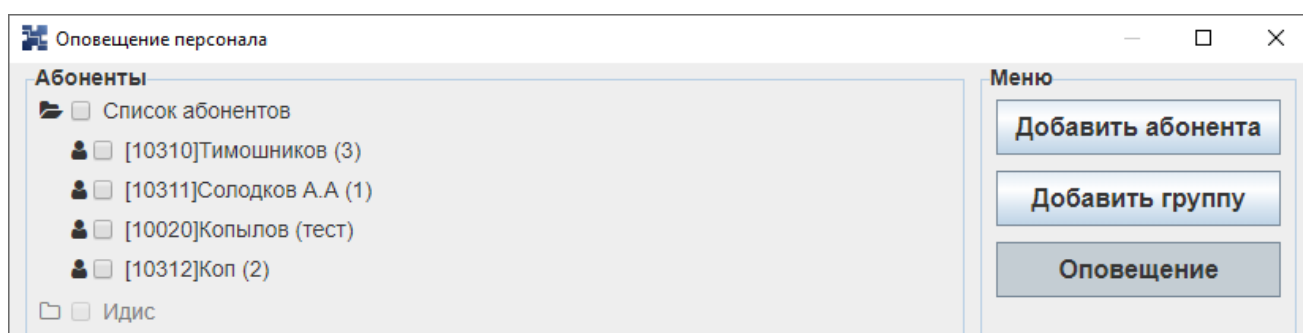 Оповещение персонала
Абоненты
Список абонентов
[10310]Тимошников (3)
[10311]Солодков А.А (1)
[10020]Копылов (тест)
[10312]Коп (2)
Идис
Меню
Добавить абонента
Добавить группу
Оповещение